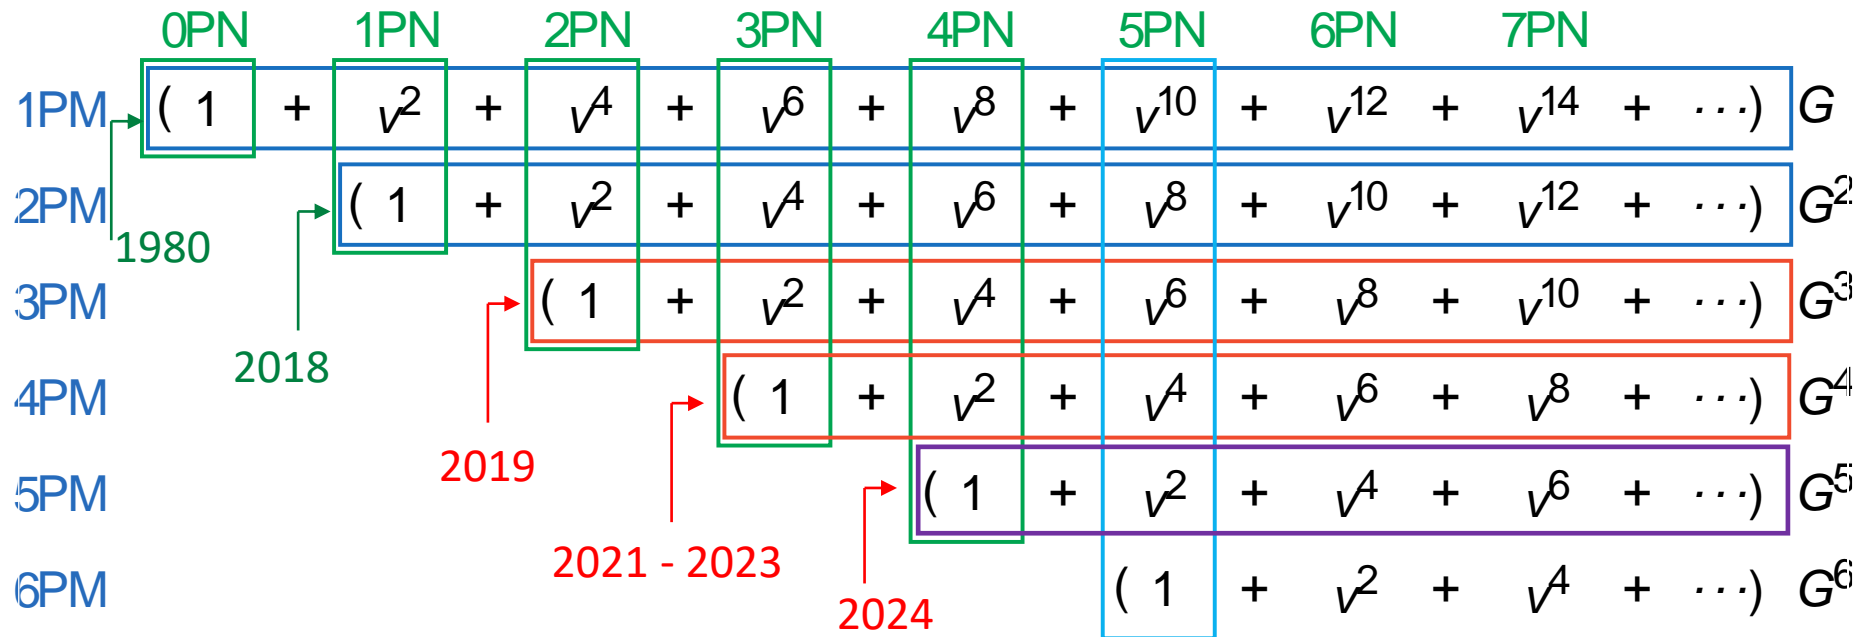 0PN 1PN 2PN 3PN 4PN 5PN 6PN 7PN
1PM ( 1 + v² + v⁴ + v⁶ + v⁸ + v¹⁰ + v¹² + v¹⁴ + ⋯) G
2PM ( 1 + v² + v⁴ + v⁶ + v⁸ + v¹⁰ + v¹² + ⋯) G²
1980
3PM ( 1 + v² + v⁴ + v⁶ + v⁸ + v¹⁰ + ⋯) G³
2018
4PM ( 1 + v² + v⁴ + v⁶ + v⁸ + ⋯) G⁴
2019
5PM ( 1 + v² + v⁴ + v⁶ + ⋯) G⁵
2021 - 2023
6PM ( 1 + v² + v⁴ + ⋯) G⁶
2024